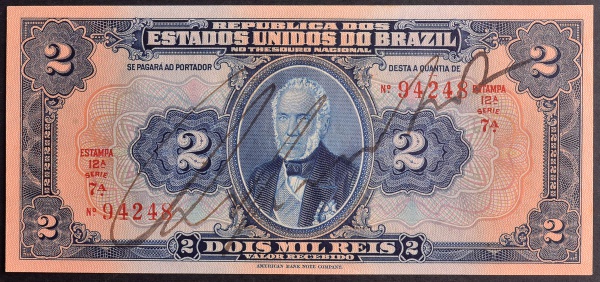 REPUBLICA DOS
ESTADOS UNIDOS DO BRAZIL
NO THESOURO NACIONAL
SE PAGARÁ AO PORTADOR
DESTA A QUANTIA DE
2
2
Nº 94248
ESTAMPA
12ª
SERIE
7ª
2
2
ESTAMPA
12ª
SERIE
7ª
Nº 94248
2
2
2 DOIS MIL REIS 2
VALOR RECEBIDO
AMERICAN BANK NOTE COMPANY.